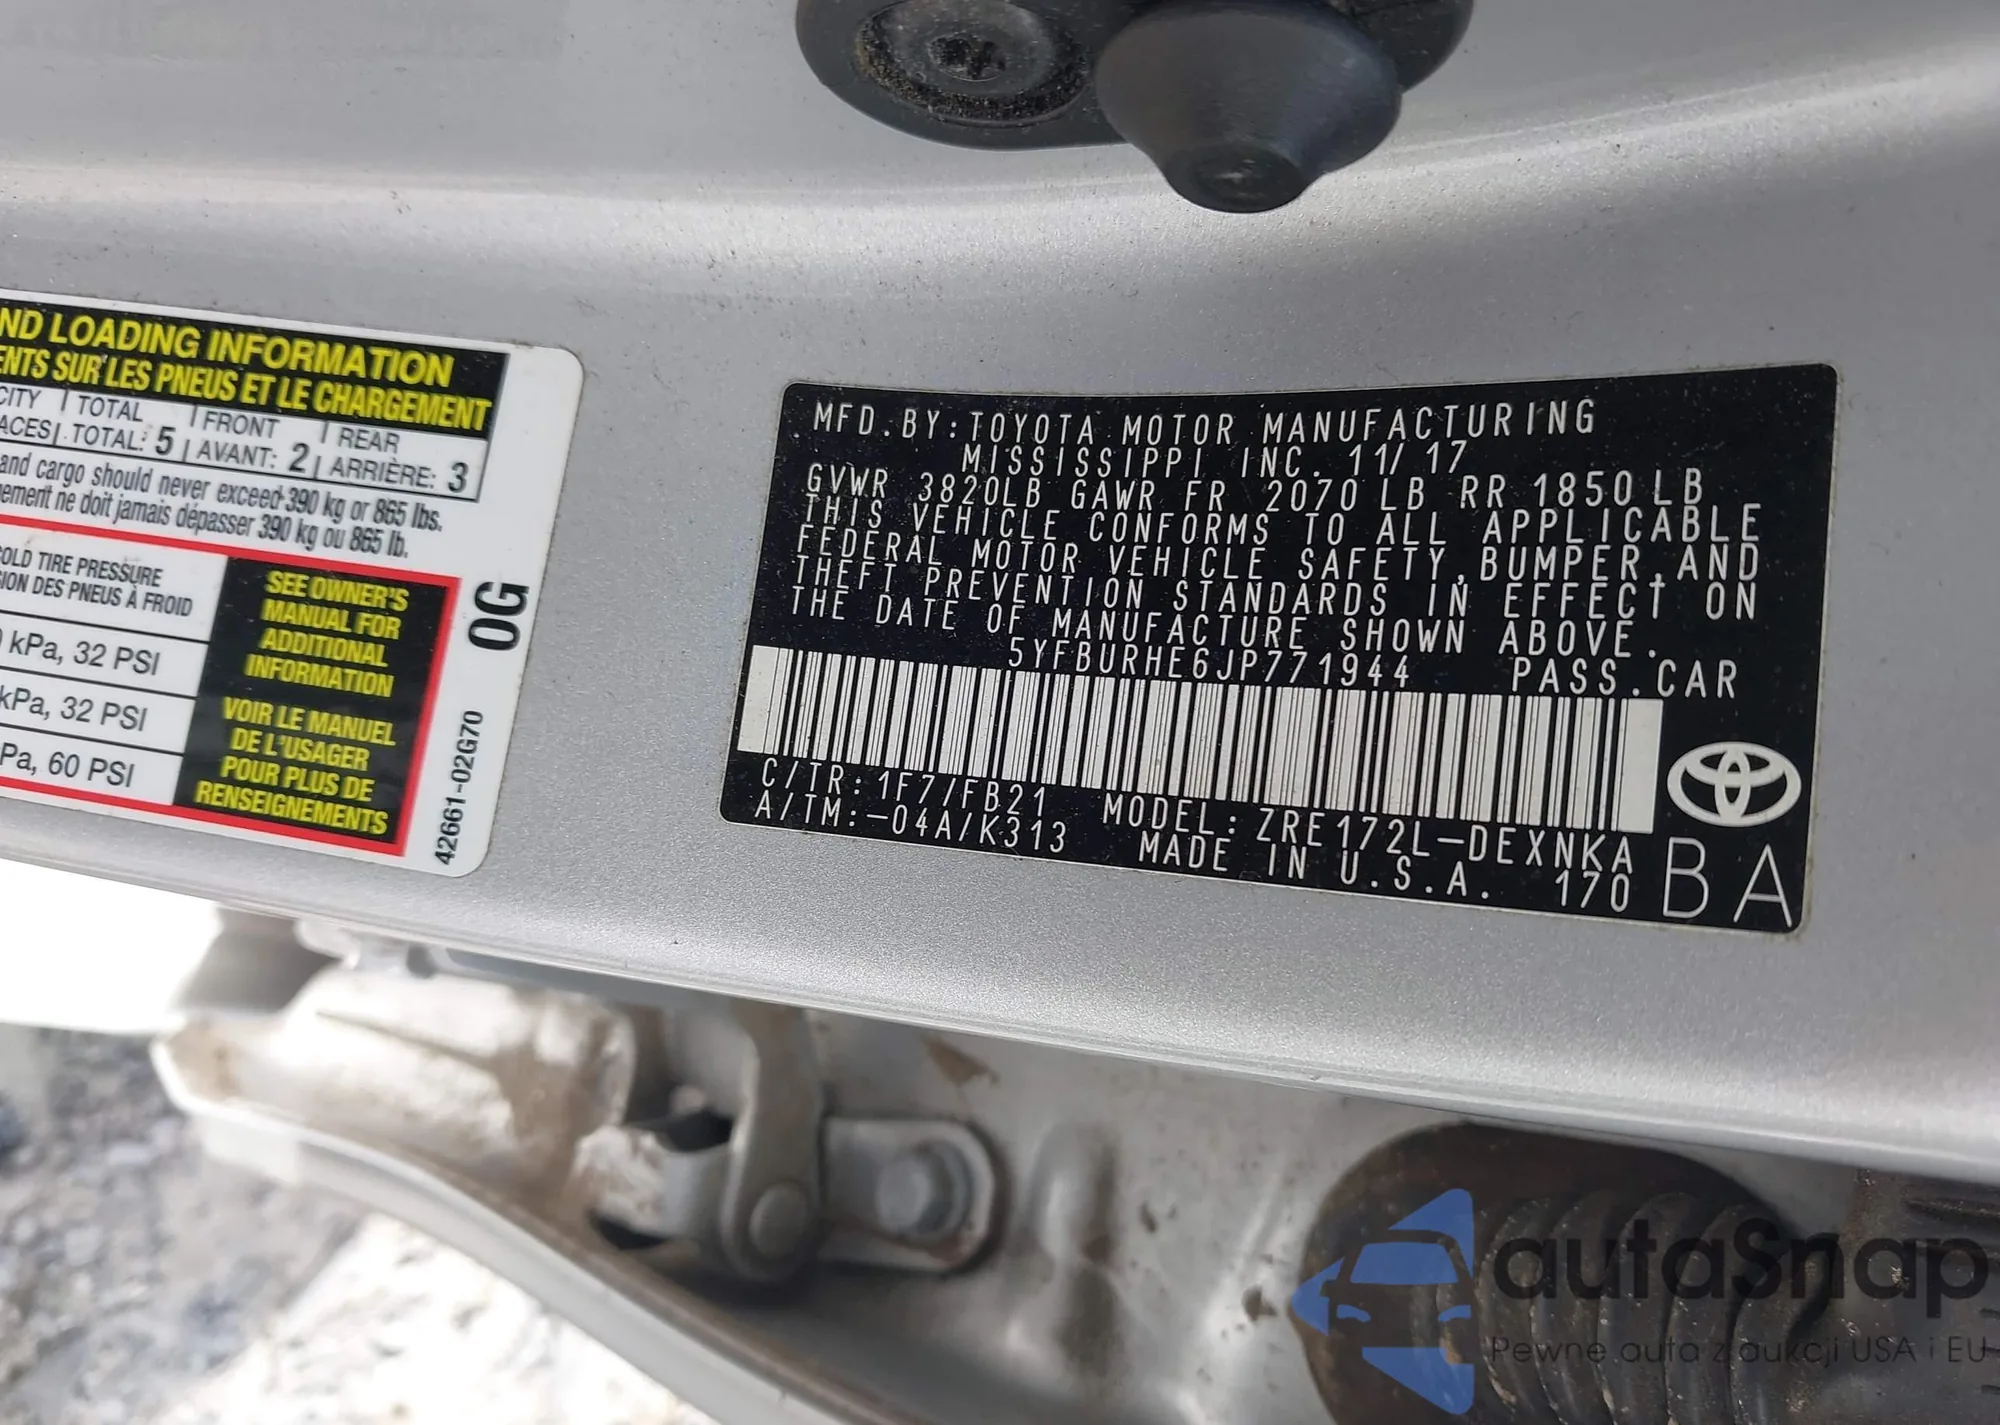 ND LOADING INFORMATION
ENTS SUR LES PNEUS ET LE CHARGEMENT
CITY | TOTAL | FRONT | REAR
ACES | TOTAL: 5 | AVANT: 2 | ARRIÈRE: 3
and cargo should never exceed 390 kg or 865 lbs.
gement ne doit jamais dépasser 390 kg ou 865 lb.
OLD TIRE PRESSURE
ION DES PNEUS À FROID
kPa, 32 PSI
kPa, 32 PSI
Pa, 60 PSI
SEE OWNER'S
MANUAL FOR
ADDITIONAL
INFORMATION
VOIR LE MANUEL
DE L'USAGER
POUR PLUS DE
RENSEIGNEMENTS
0G
42661-02G70
MFD.BY:TOYOTA MOTOR MANUFACTURING
MISSISSIPPI INC. 11/17
GVWR 3820LB GAWR FR 2070 LB RR 1850LB
THIS VEHICLE CONFORMS TO ALL APPLICABLE
FEDERAL MOTOR VEHICLE SAFETY,BUMPER,AND
THEFT PREVENTION STANDARDS IN EFFECT ON
THE DATE OF MANUFACTURE SHOWN ABOVE.
5YFBURHE6JP771944 PASS.CAR
C/TR:1F7/FB21 MODEL:ZRE172L-DEXNKA
A/TM:-04A/K313 MADE IN U.S.A. 170
BA
autaSnap
Pewne auta z aukcji USA i EU